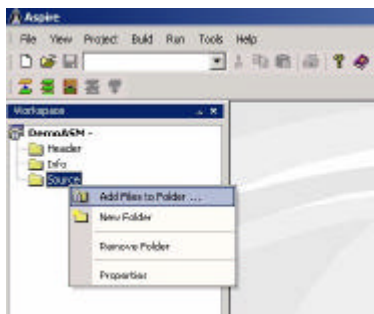 Aspire
File View Project Build Run Tools Help
Workspace
DemoASM -
Header
Info
Source
Add Files to Folder ...
New Folder
Remove Folder
Properties